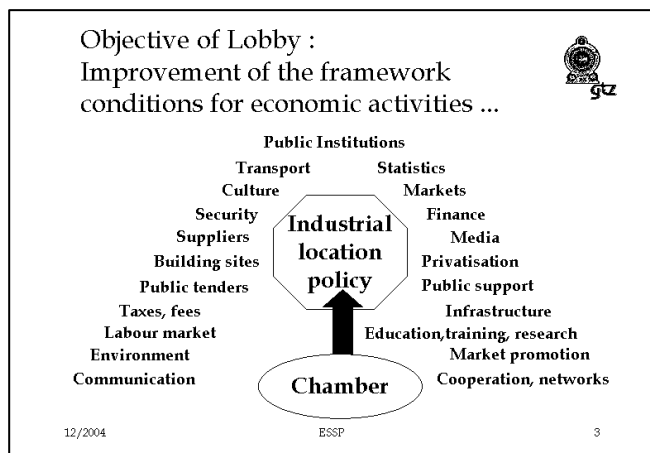 Objective of Lobby :
Improvement of the framework
conditions for economic activities ...
gtz
Public Institutions
Transport Statistics
Culture Markets
Security Finance
Suppliers Media
Building sites Privatisation
Public tenders Public support
Industrial
location
policy
Taxes, fees Infrastructure
Labour market Education,training, research
Environment Market promotion
Communication Cooperation, networks
Chamber
12/2004 ESSP 3